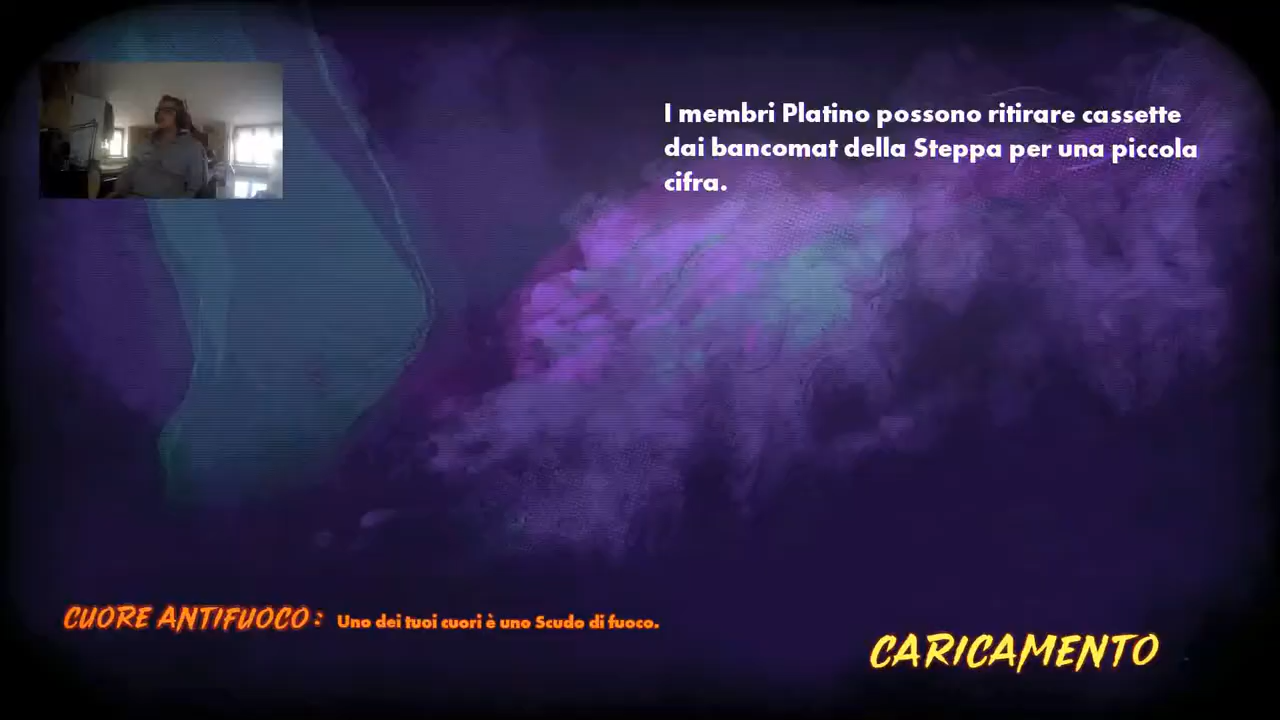 I membri Platino possono ritirare cassette
dai bancomat della Steppa per una piccola
cifra.
CUORE ANTIFUOCO: Uno dei tuoi cuori è uno Scudo di fuoco.
CARICAMENTO